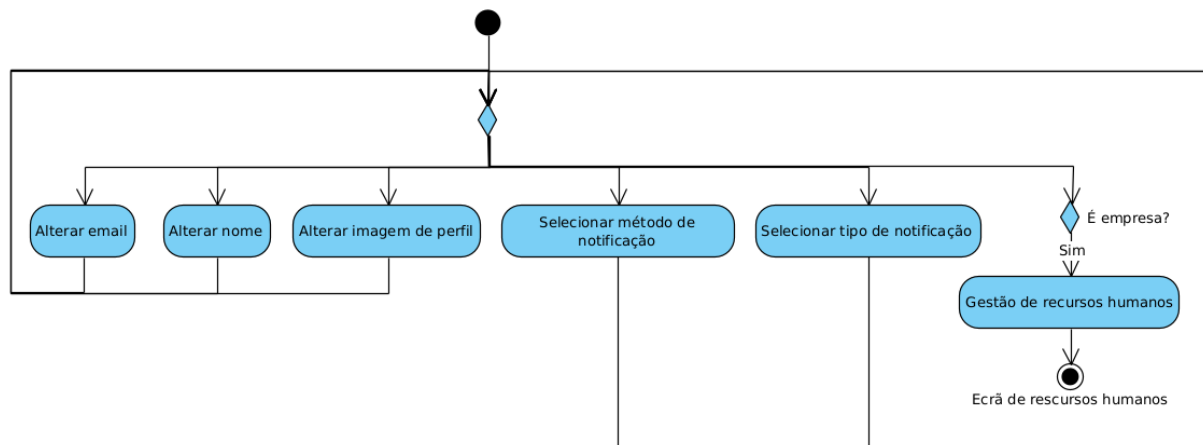 Alterar email
Alterar nome
Alterar imagem de perfil
Selecionar método de
notificação
Selecionar tipo de notificação
É empresa?
Sim
Gestão de recursos humanos
Ecrã de rescursos humanos